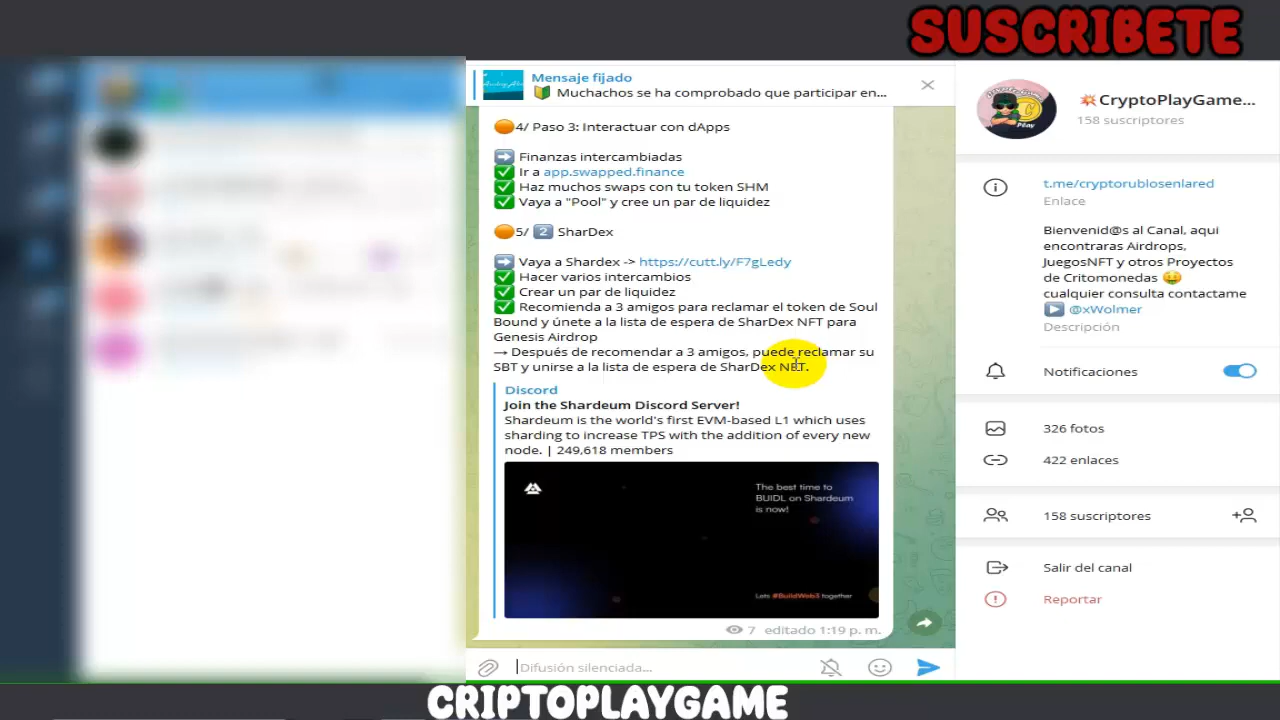 SUSCRIBETE
Mensaje fijado
🔰 Muchachos se ha comprobado que participar en...
🟠4/ Paso 3: Interactuar con dApps
➡️ Finanzas intercambiadas
✅ Ir a app.swapped.finance
✅ Haz muchos swaps con tu token SHM
✅ Vaya a "Pool" y cree un par de liquidez
🟠5/ 2️⃣ SharDex
➡️ Vaya a Shardex -> https://cutt.ly/F7gLedy
✅ Hacer varios intercambios
✅ Crear un par de liquidez
✅ Recomienda a 3 amigos para reclamar el token de Soul
Bound y únete a la lista de espera de SharDex NFT para
Genesis Airdrop
→ Después de recomendar a 3 amigos, puede reclamar su
SBT y unirse a la lista de espera de SharDex NFT.
Discord
Join the Shardeum Discord Server!
Shardeum is the world's first EVM-based L1 which uses
sharding to increase TPS with the addition of every new
node. | 249,618 members
The best time to
BUIDL on Shardeum
is now!
Lets #BuildWeb3 together
7 editado 1:19 p. m.
Difusión silenciada...
💥CryptoPlayGame...
158 suscriptores
t.me/cryptorublosenlared
Enlace
Bienvenid@s al Canal, aqui
encontraras Airdrops,
JuegosNFT y otros Proyectos
de Critomonedas 🤑
cualquier consulta contactame
▶️ @xWolmer
Descripción
Notificaciones
326 fotos
422 enlaces
158 suscriptores
Salir del canal
Reportar
CRIPTOPLAYGAME